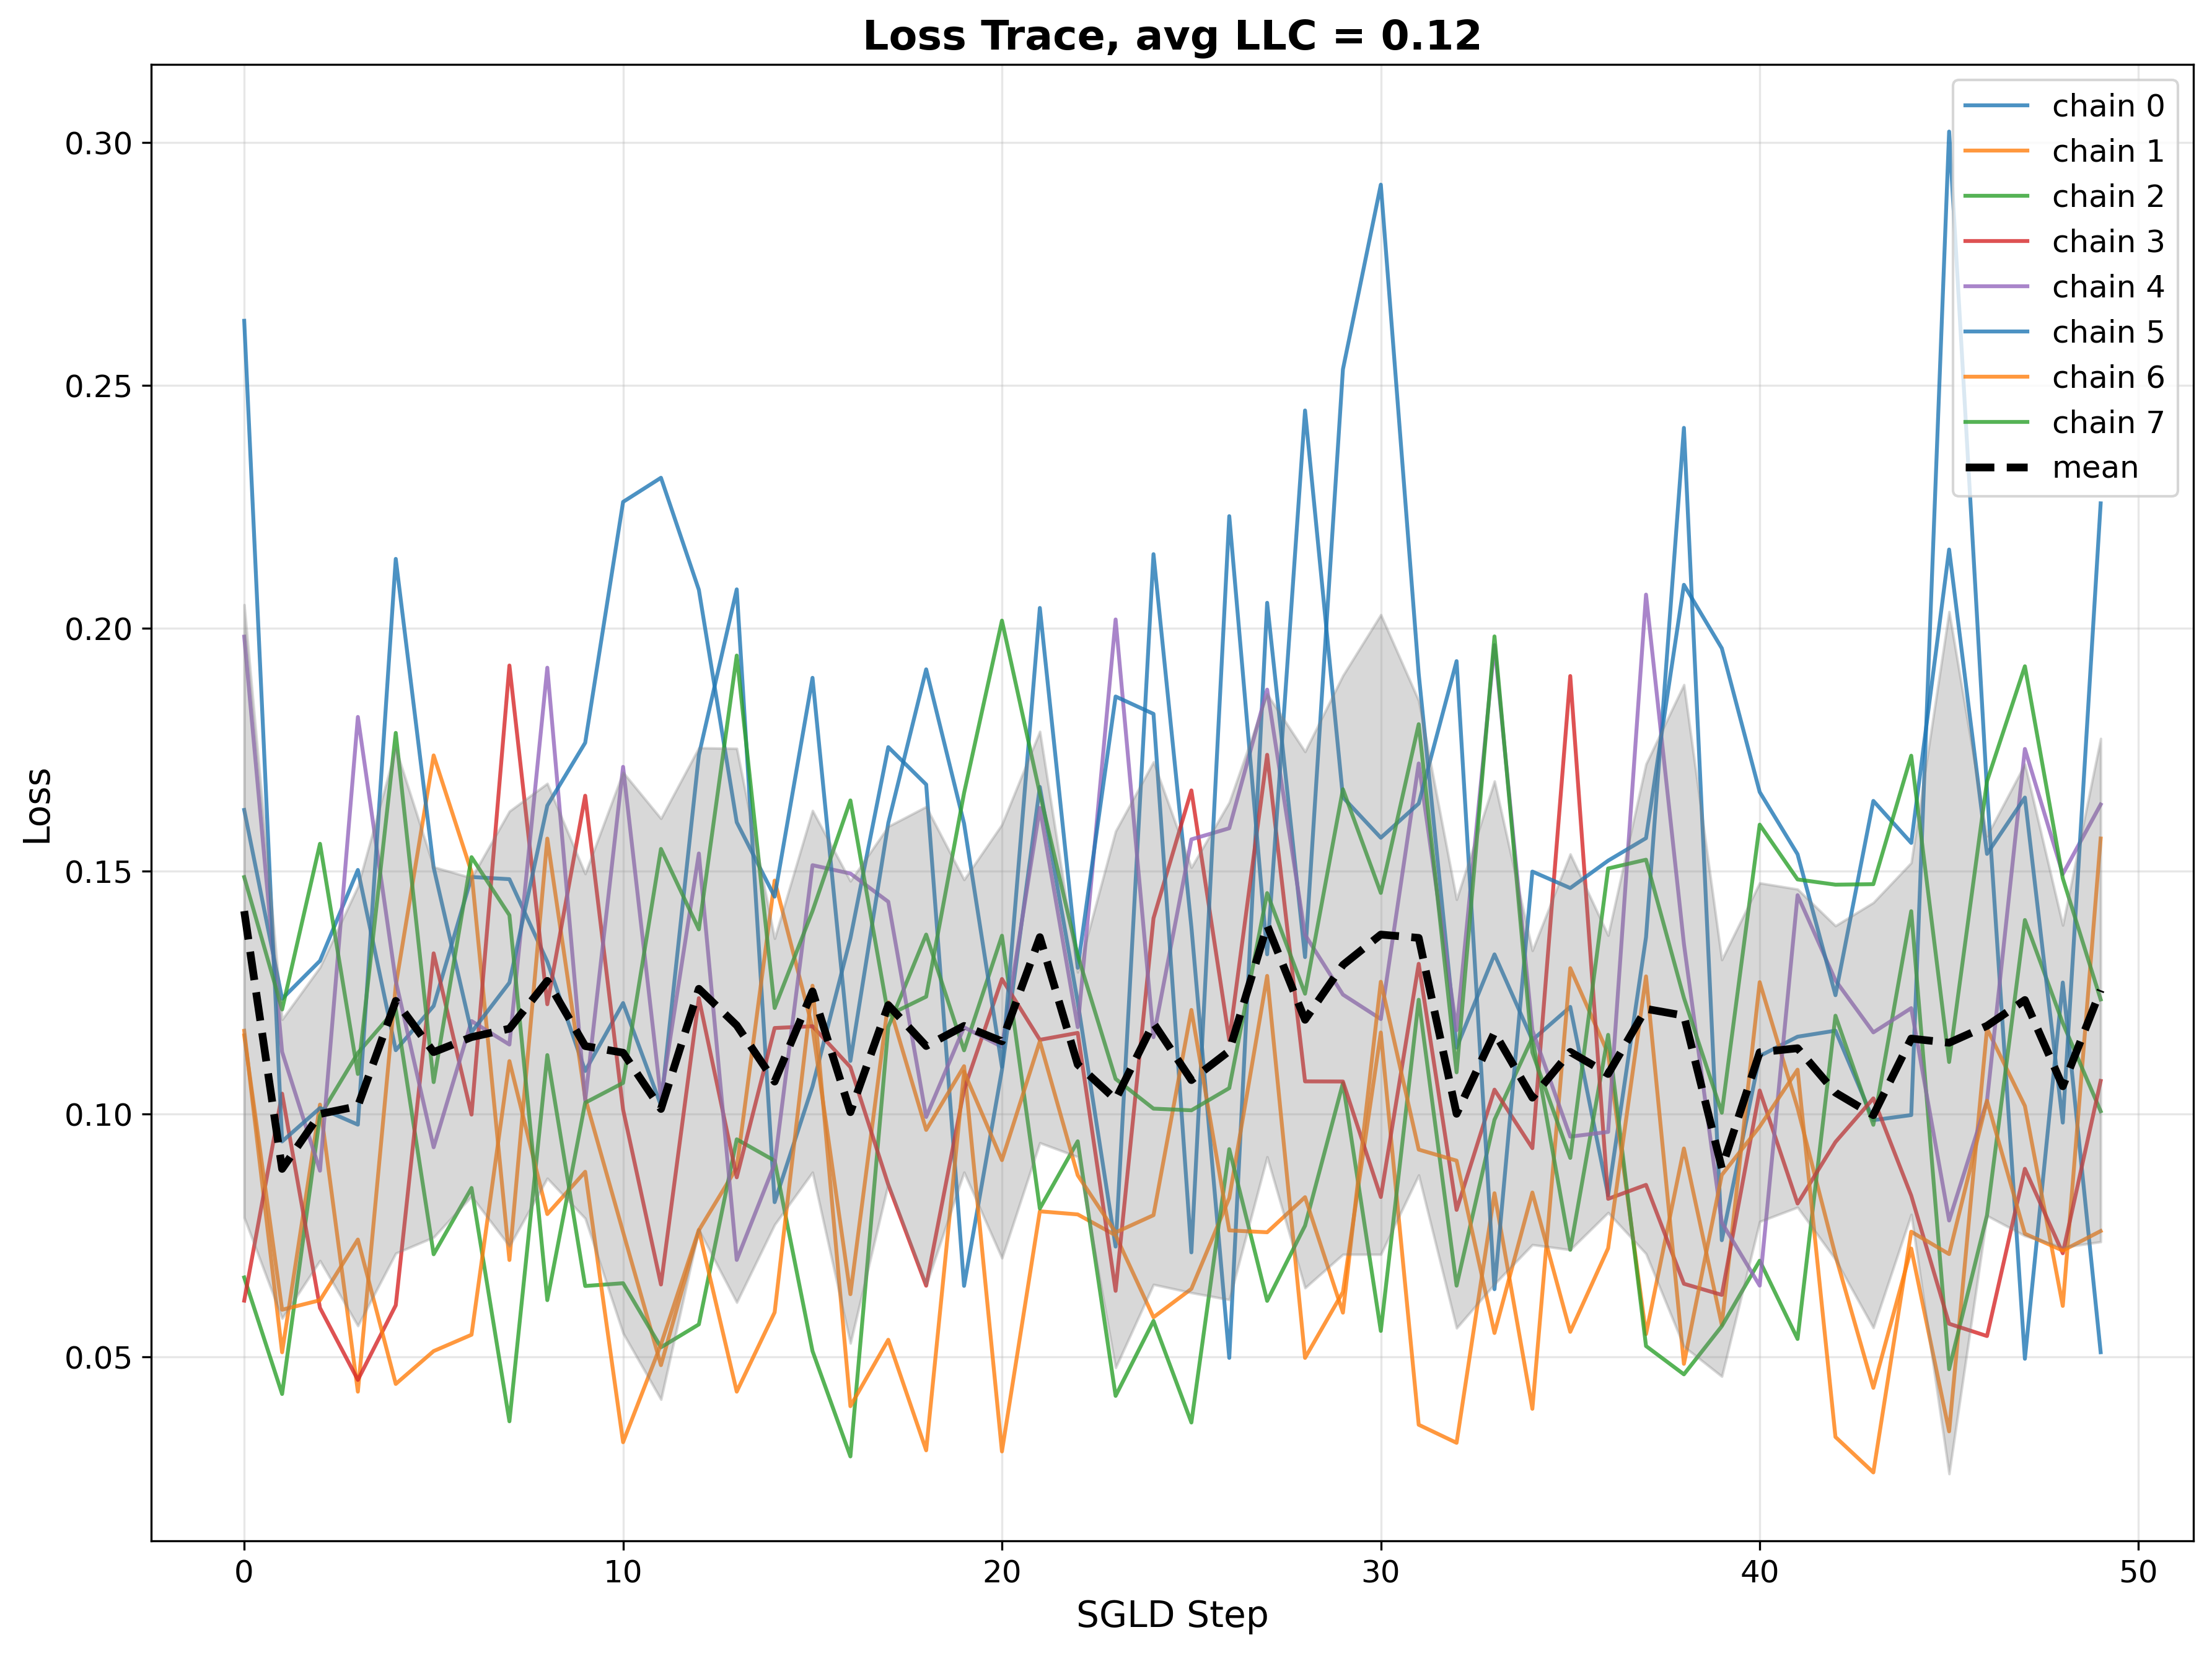 Loss Trace, avg LLC = 0.12
0.30
0.25
0.20
0.15
0.10
0.05
Loss
0
10
20
30
40
50
SGLD Step
chain 0
chain 1
chain 2
chain 3
chain 4
chain 5
chain 6
chain 7
mean